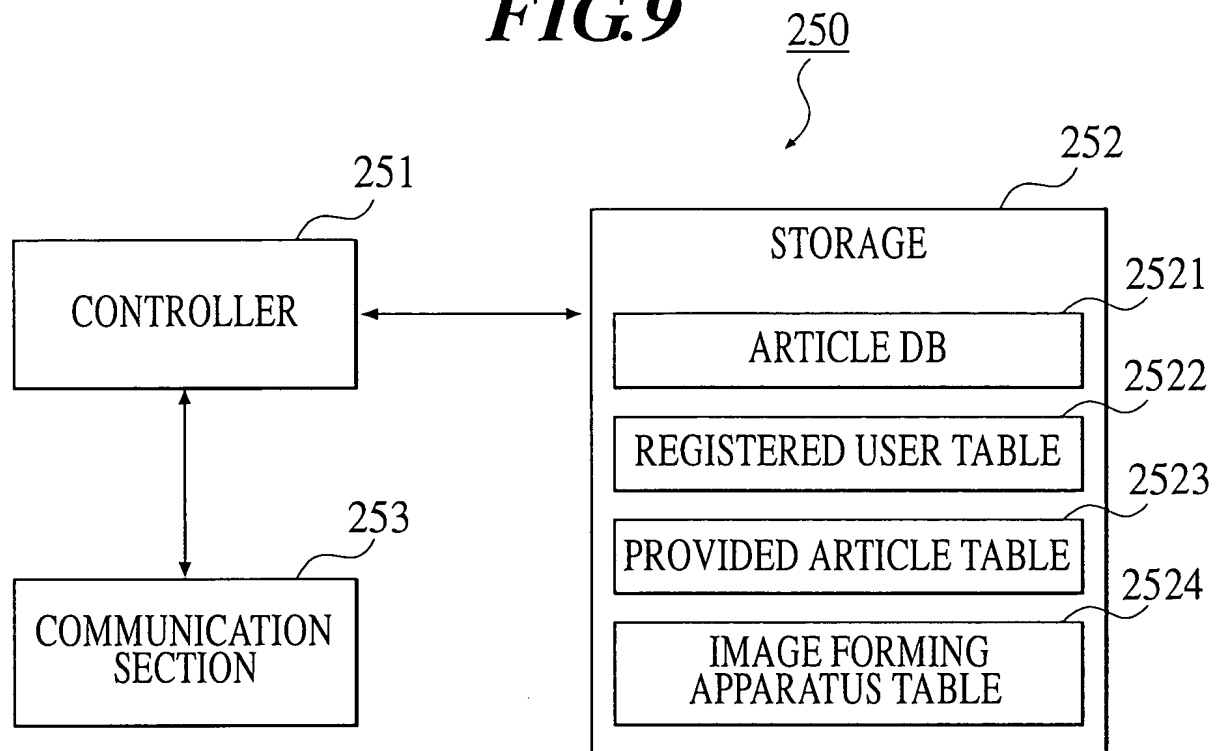 FIG.9
250
252
251
STORAGE
CONTROLLER
2521
ARTICLE DB
2522
REGISTERED USER TABLE
2523
PROVIDED ARTICLE TABLE
253
2524
COMMUNICATION
SECTION
IMAGE FORMING
APPARATUS TABLE